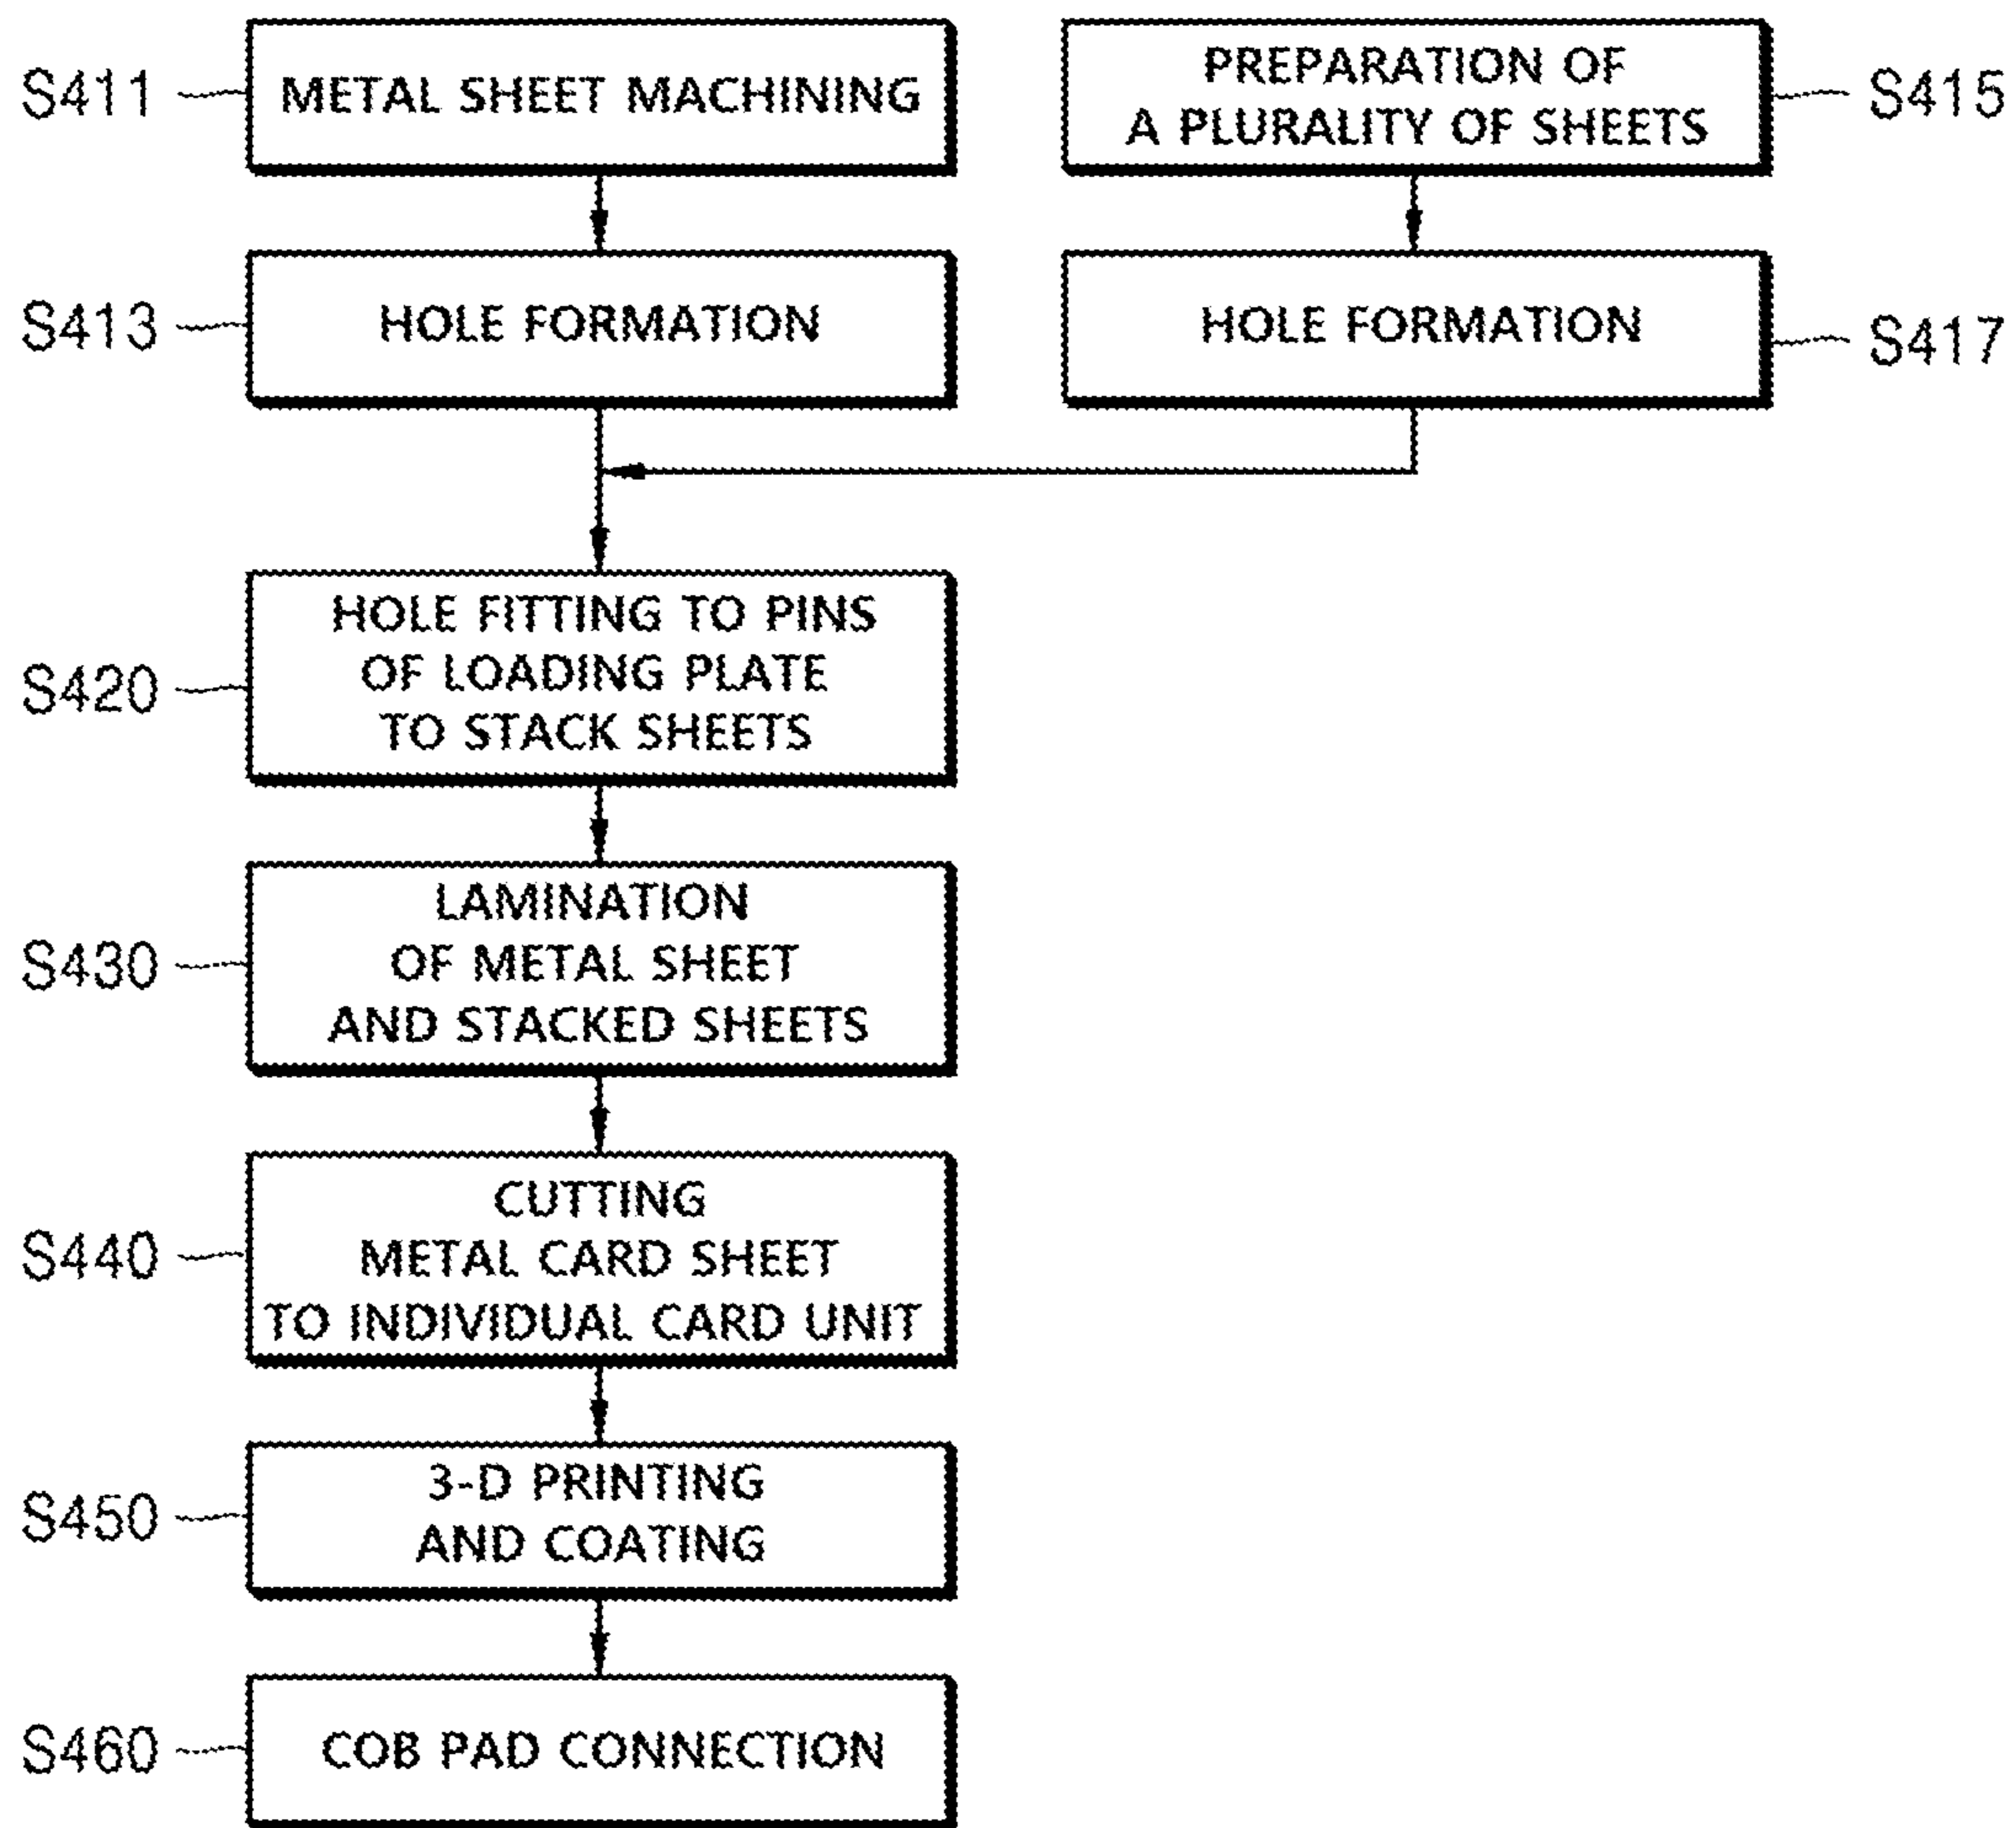 S411
METAL SHEET MACHINING
PREPARATION OF
A PLURALITY OF SHEETS
S415
S413
HOLE FORMATION
HOLE FORMATION
S417
S420
HOLE FITTING TO PINS
OF LOADING PLATE
TO STACK SHEETS
S430
LAMINATION
OF METAL SHEET
AND STACKED SHEETS
S440
CUTTING
METAL CARD SHEET
TO INDIVIDUAL CARD UNIT
S450
3-D PRINTING
AND COATING
S460
COB PAD CONNECTION